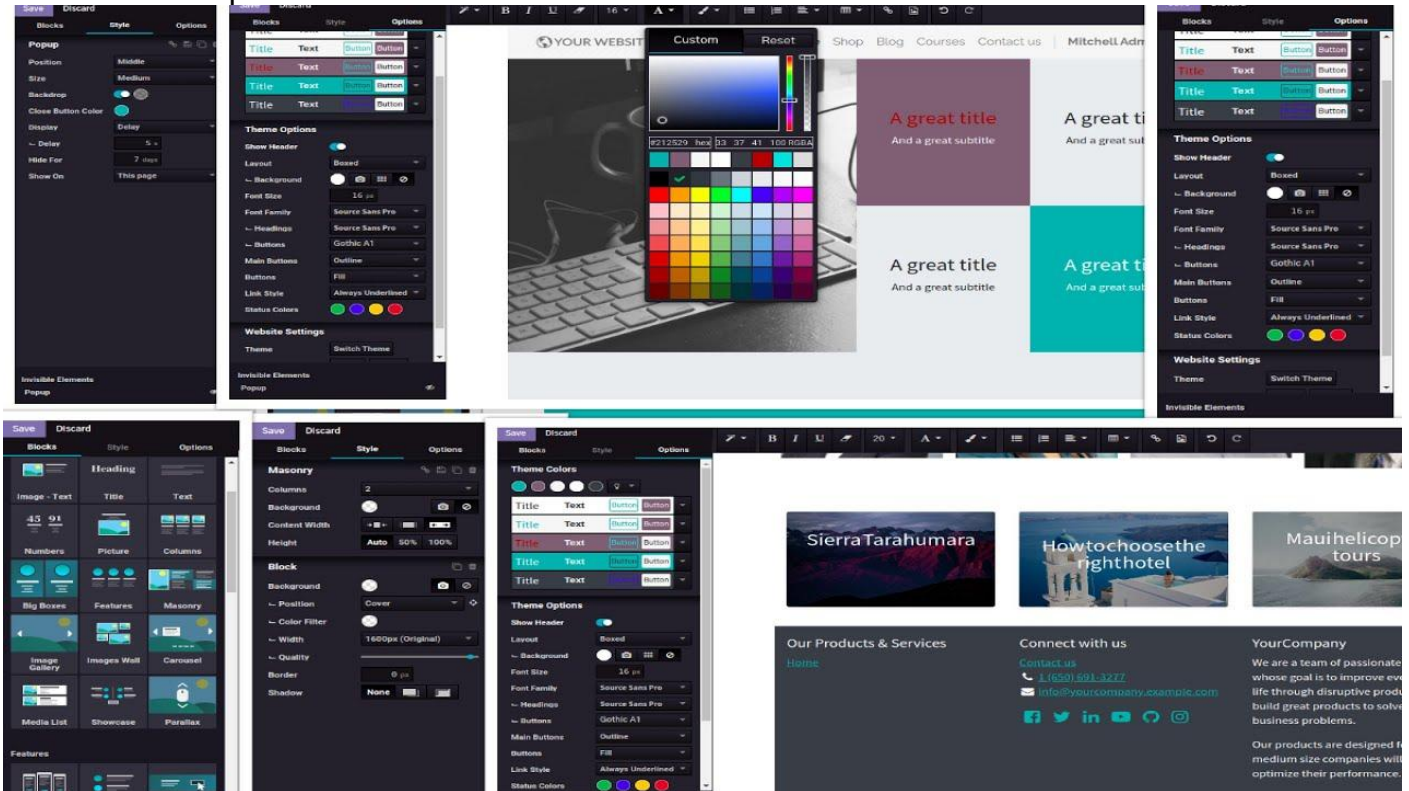 Save Discard
Blocks Style Options
Popup
Position Middle
Size Medium
Backdrop
Close Button Color
Display Delay
Delay 5 s
Hide For 7 days
Show On This page
Invisible Elements
Popup
Save Discard
Blocks Style Options
Title Text Button Button
Title Text Button Button
Title Text Button Button
Title Text Button Button
Theme Options
Show Header
Layout Boxed
Background
Font Size 16 px
Font Family Source Sans Pro
Headings Source Sans Pro
Buttons Gothic A1
Main Buttons Outline
Buttons Fill
Link Style Always Underlined
Status Colors
Website Settings
Theme Switch Theme
Invisible Elements
Popup
B I U 16 A
YOUR WEBSIT Shop Blog Courses Contact us Mitchell Adm
Custom Reset
#212529 hex 33 37 41 100 RGBA
A great title
And a great subtitle
A great ti
And a great sub
A great title
And a great subtitle
A great ti
And a great sub
Save Discard
Blocks Style Options
Title Text Button Button
Title Text Button Button
Title Text Button Button
Title Text Button Button
Theme Options
Show Header
Layout Boxed
Background
Font Size 16 px
Font Family Source Sans Pro
Headings Source Sans Pro
Buttons Gothic A1
Main Buttons Outline
Buttons Fill
Link Style Always Underlined
Status Colors
Website Settings
Theme Switch Theme
Invisible Elements
Save Discard
Blocks Style Options
Heading
Image - Text Title Text
45 91
Numbers Picture Columns
Big Boxes Features Masonry
Image Gallery Images Wall Carousel
Media List Showcase Parallax
Features
Save Discard
Blocks Style Options
Masonry
Columns 2
Background
Content Width
Height Auto 50% 100%
Block
Background
Position Cover
Color Filter
Width 1600px (Original)
Quality
Border 0 px
Shadow None
Save Discard
Blocks Style Options
Theme Colors
Title Text Button Button
Title Text Button Button
Title Text Button Button
Title Text Button Button
Title Text Button
Theme Options
Show Header
Layout Boxed
Background
Font Size 16 px
Font Family Source Sans Pro
Headings Source Sans Pro
Buttons Gothic A1
Main Buttons Outline
Buttons Fill
Link Style Always Underlined
Status Colors
B I U 20 A
SierraTarahumara
Howtochoosethe
righthotel
Mauihelicop
tours
Our Products & Services
Home
Connect with us
Contact us
1 (650) 691-3277
info@yourcompany.example.com
YourCompany
We are a team of passionate
whose goal is to improve eve
life through disruptive produ
build great products to solve
business problems.
Our products are designed fo
medium size companies will
optimize their performance.